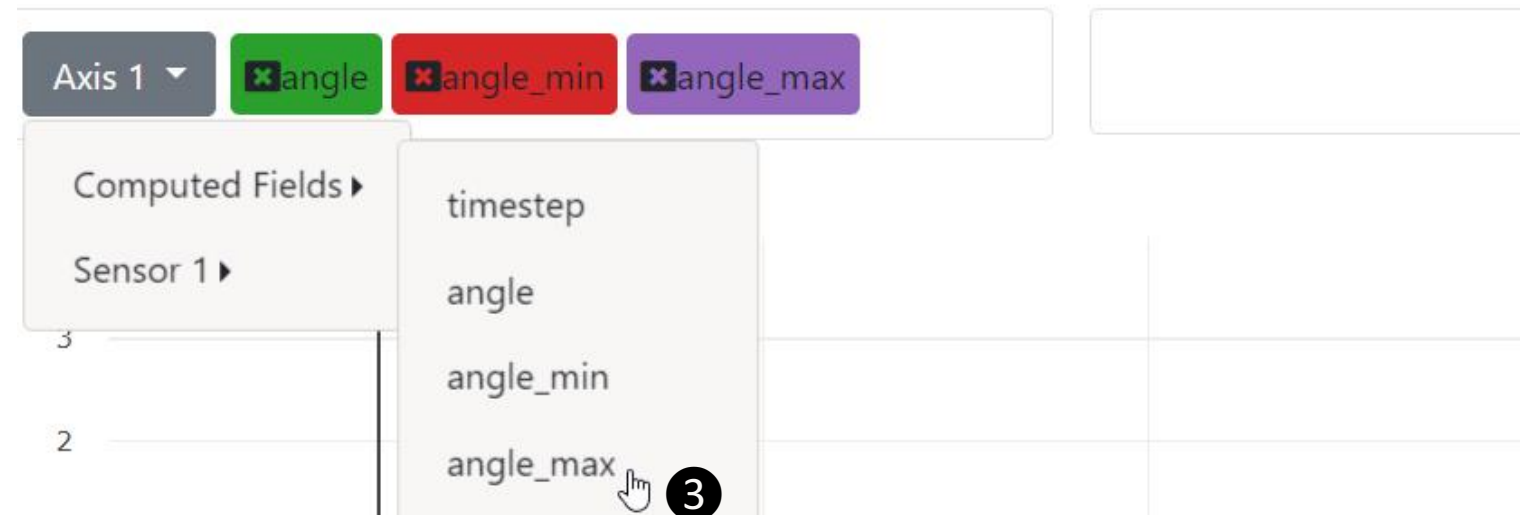 Axis 1 angle angle_min angle_max
Computed Fields
Sensor 1
timestep
angle
angle_min
angle_max
3
3
2